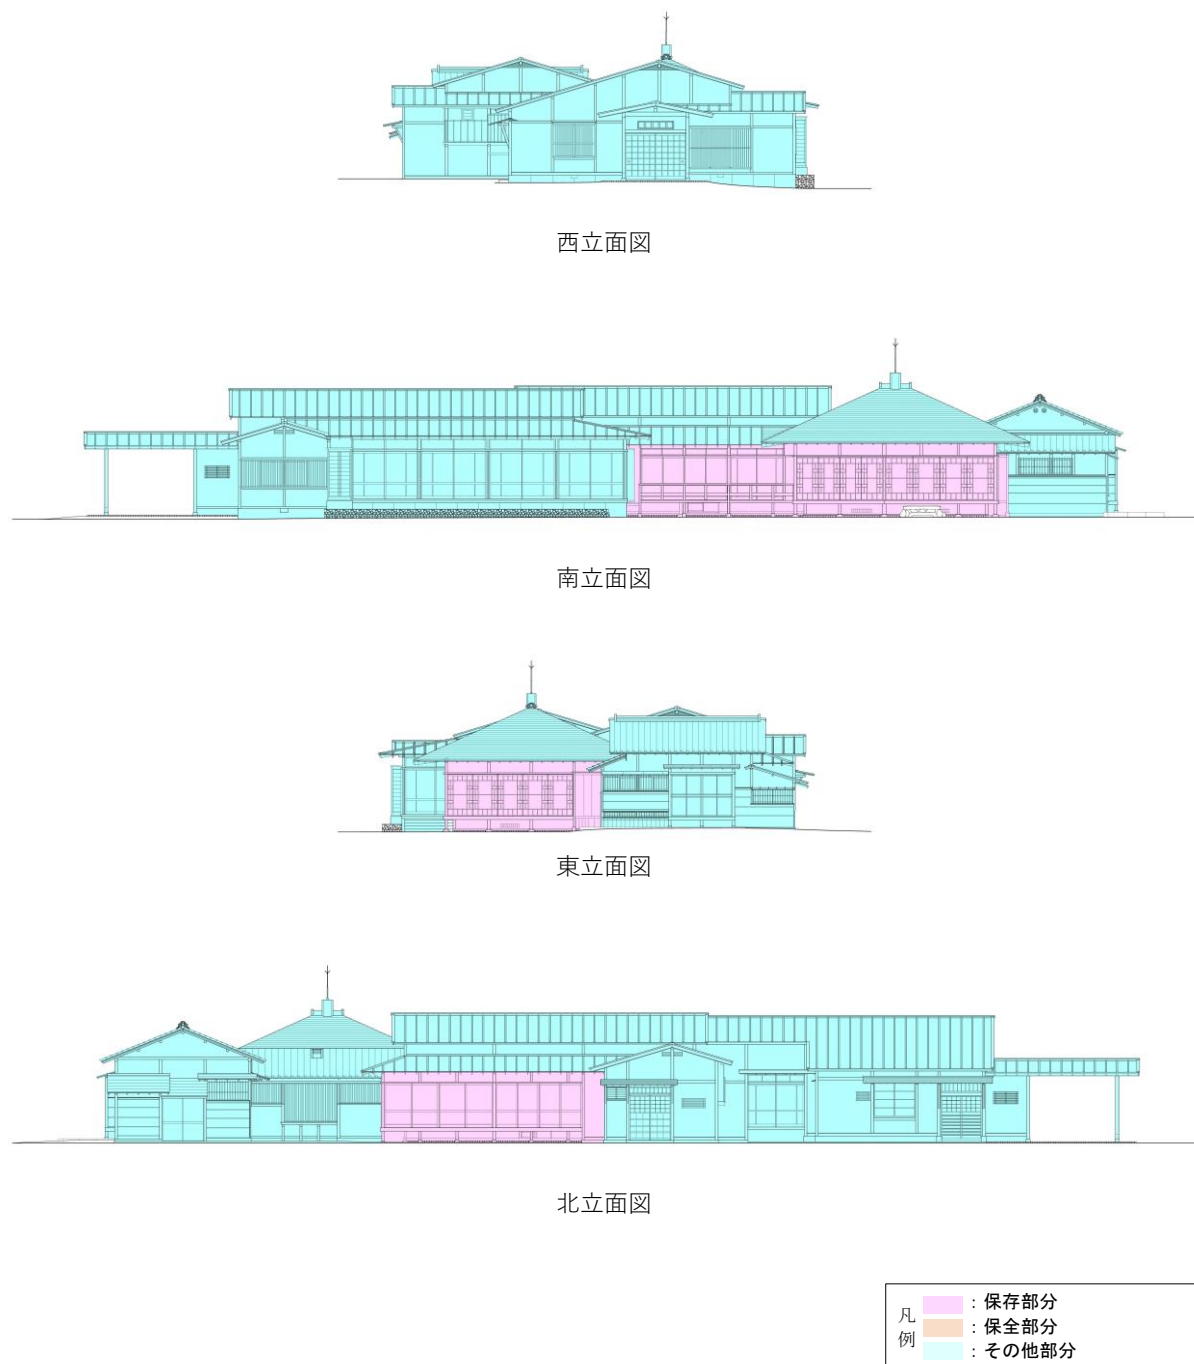 西立面図
南立面図
東立面図
北立面図
凡例
：保存部分
：保全部分
：その他部分